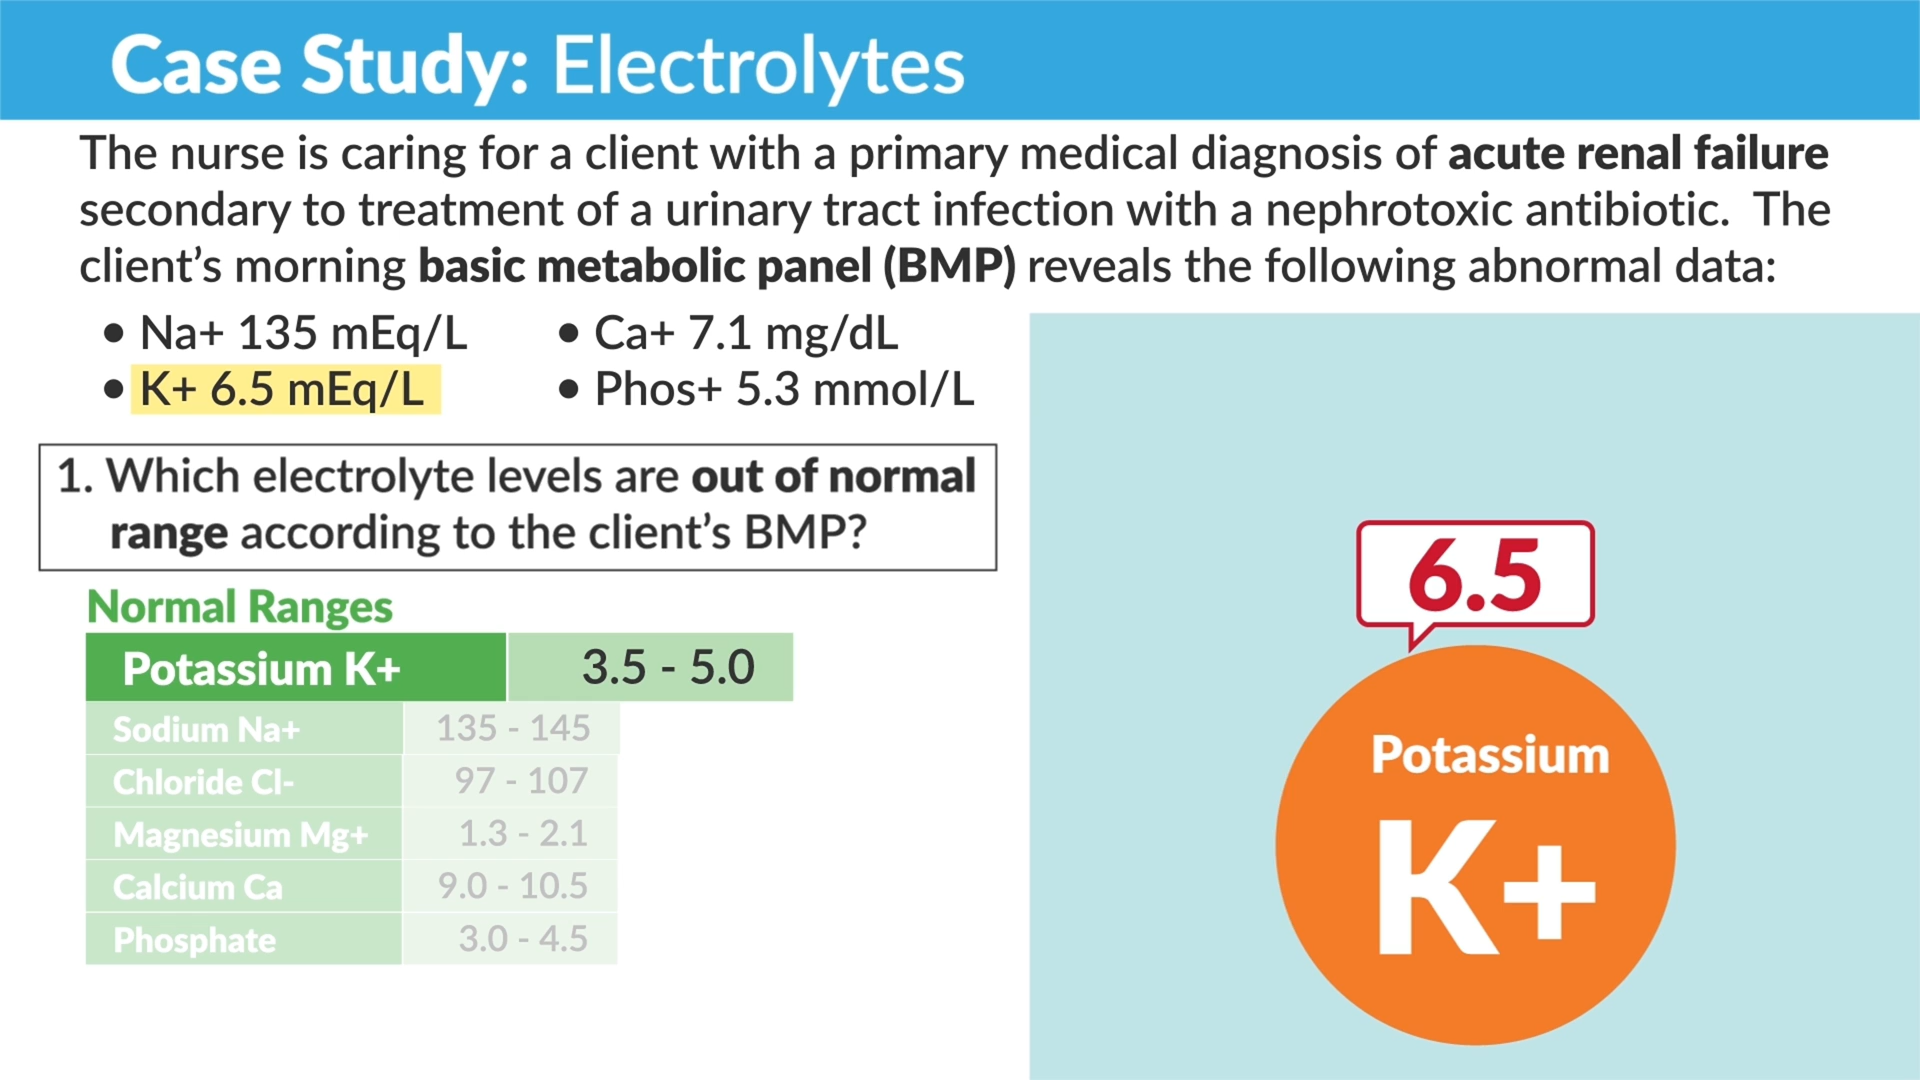 Case Study: Electrolytes
The nurse is caring for a client with a primary medical diagnosis of acute renal failure
secondary to treatment of a urinary tract infection with a nephrotoxic antibiotic. The
client's morning basic metabolic panel (BMP) reveals the following abnormal data:
• Na+ 135 mEq/L
• K+ 6.5 mEq/L
• Ca+ 7.1 mg/dL
• Phos+ 5.3 mmol/L
1. Which electrolyte levels are out of normal
range according to the client's BMP?
Normal Ranges
Potassium K+ 3.5 - 5.0
Sodium Na+ 135 - 145
Chloride Cl- 97 - 107
Magnesium Mg+ 1.3 - 2.1
Calcium Ca 9.0 - 10.5
Phosphate 3.0 - 4.5
6.5
Potassium
K+